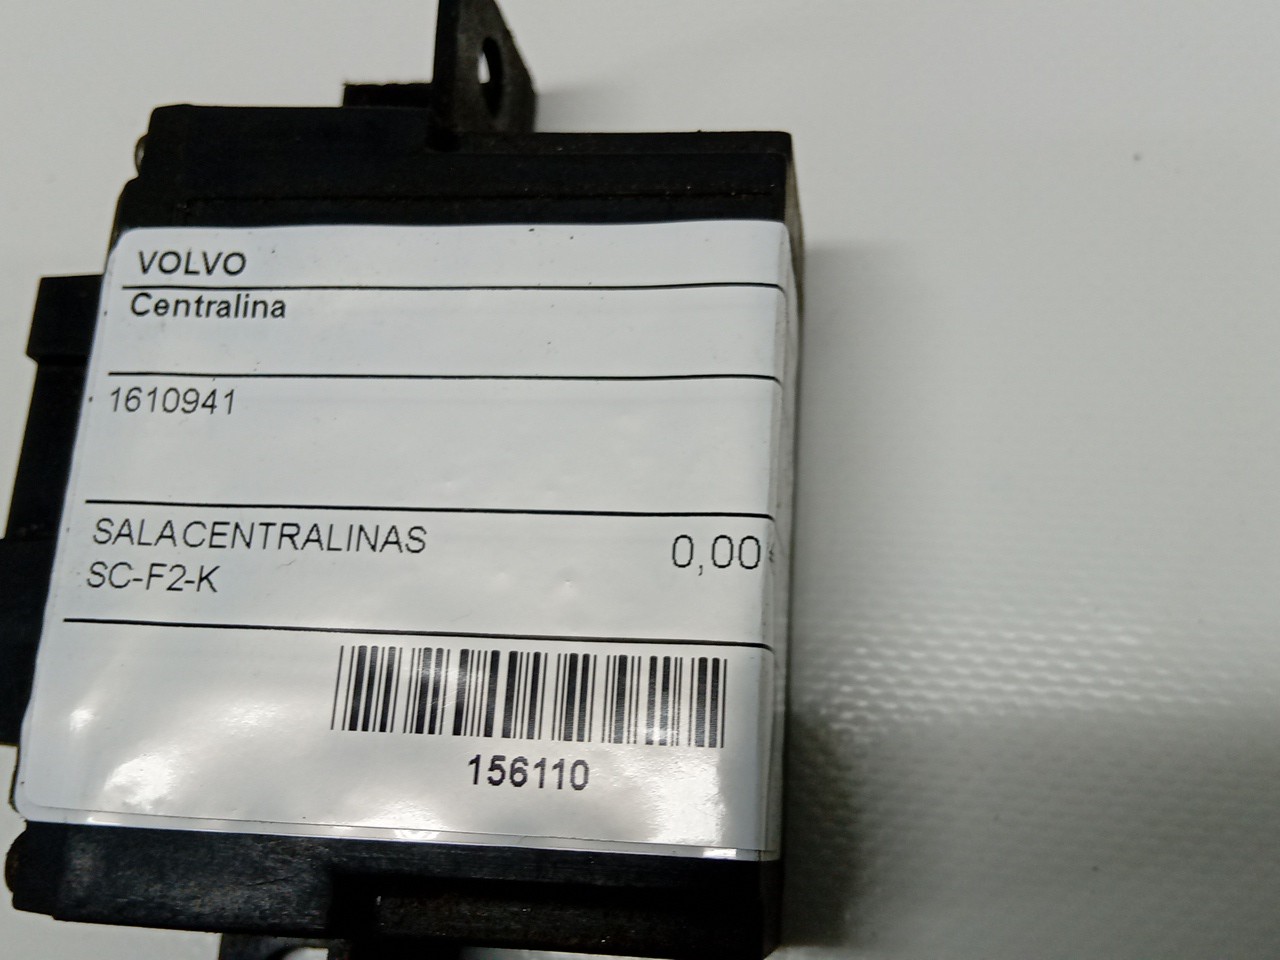 VOLVO
Centralina
1610941
SALACENTRALINAS
0,00
SC-F2-K
156110